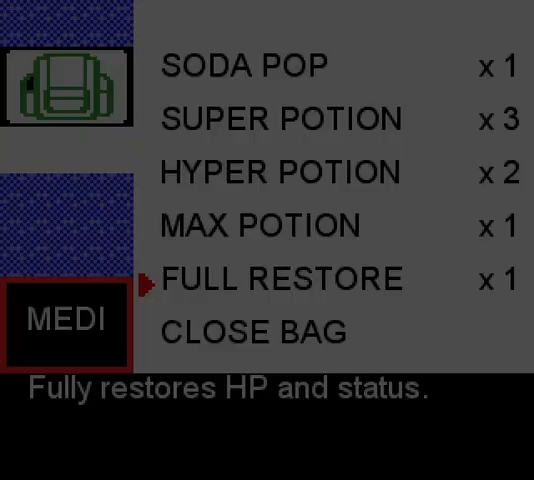 SODA POP x 1
SUPER POTION x 3
HYPER POTION x 2
MAX POTION x 1
FULL RESTORE x 1
CLOSE BAG
MEDI
Fully restores HP and status.